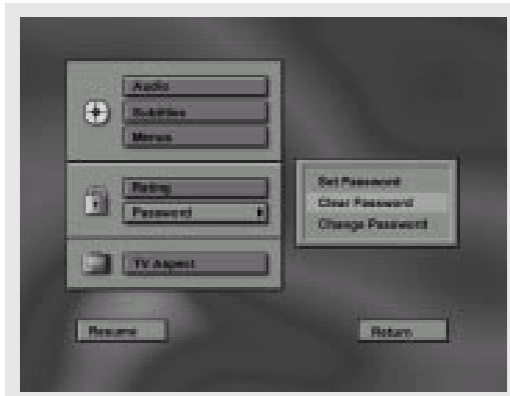 Audio
Subtitles
Menus
Rating
Password
TV Aspect
Set Password
Clear Password
Change Password
Resume
Return